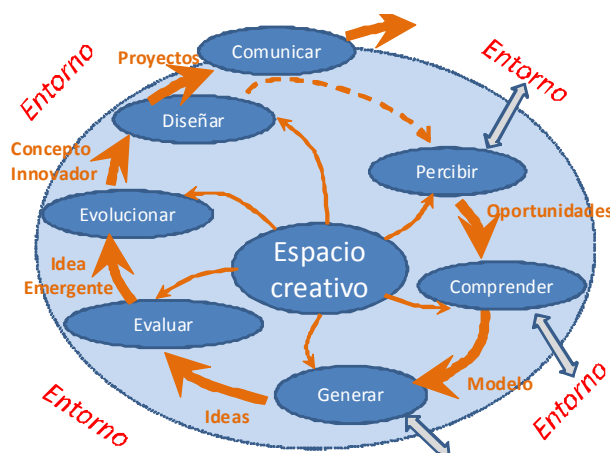 Comunicar
Proyectos
Entorno
Entorno
Diseñar
Concepto
Innovador
Percibir
Evolucionar
Oportunidades
Espacio
creativo
Idea
Emergente
Comprender
Evaluar
Modelo
Generar
Ideas
Entorno
Entorno